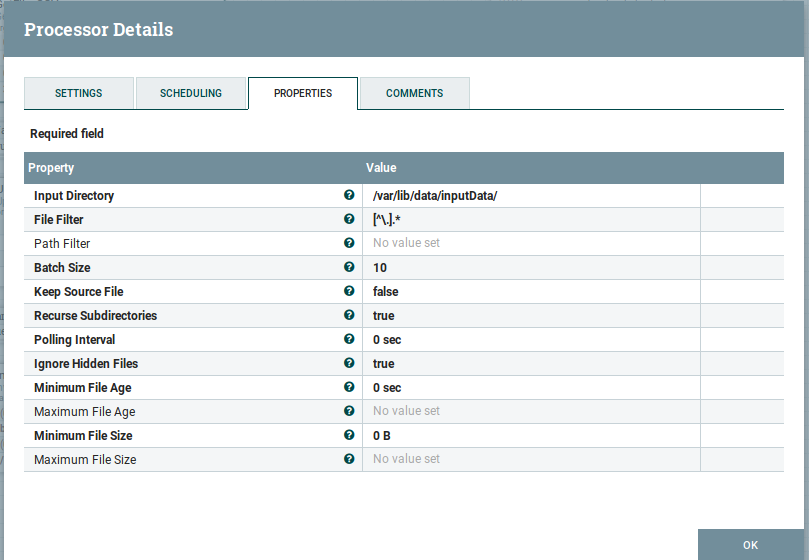 Processor Details
SETTINGS SCHEDULING PROPERTIES COMMENTS
Required field
Property Value
Input Directory /var/lib/data/inputData/
File Filter [^\.].*
Path Filter No value set
Batch Size 10
Keep Source File false
Recurse Subdirectories true
Polling Interval 0 sec
Ignore Hidden Files true
Minimum File Age 0 sec
Maximum File Age No value set
Minimum File Size 0 B
Maximum File Size No value set
OK